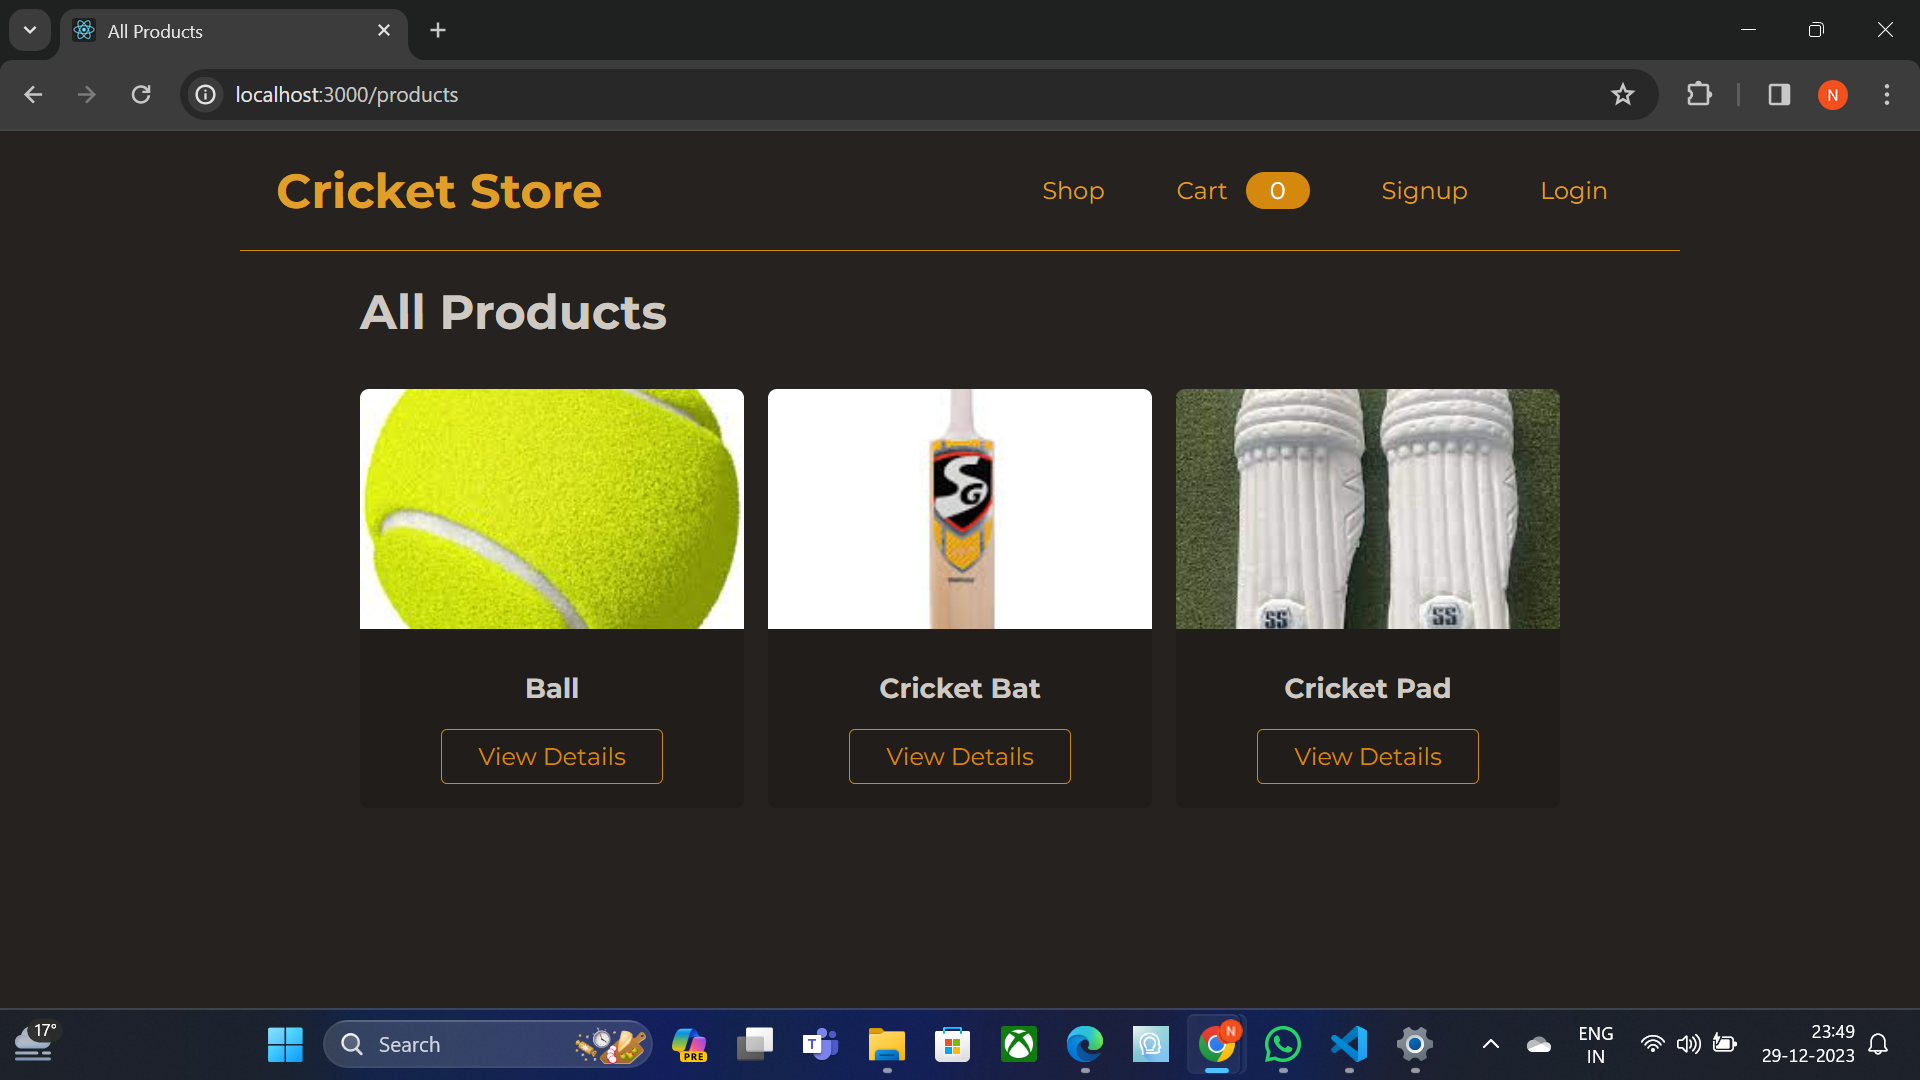 All Products
localhost:3000/products
N
Cricket Store
Shop
Cart 0
Signup
Login
All Products
SG
SS
SS
Ball
Cricket Bat
Cricket Pad
View Details
View Details
View Details
17°
Search
PRE
T
N
ENG
IN
23:49
29-12-2023